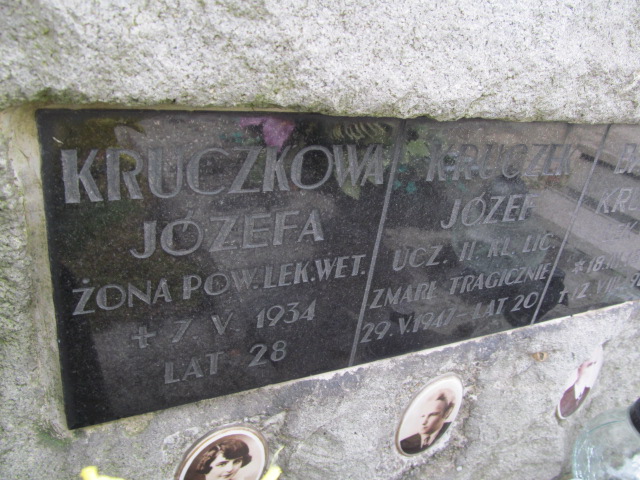 KRUCZKOWA
JÓZEFA
ŻONA POW. LEK. WET.
+ 7. V. 1934
LAT 28
KRUCZEK
JÓZEF
UCZ. II KL. LIC.
ZMARŁ TRAGICZNIE
29.V.1947 - LAT 20